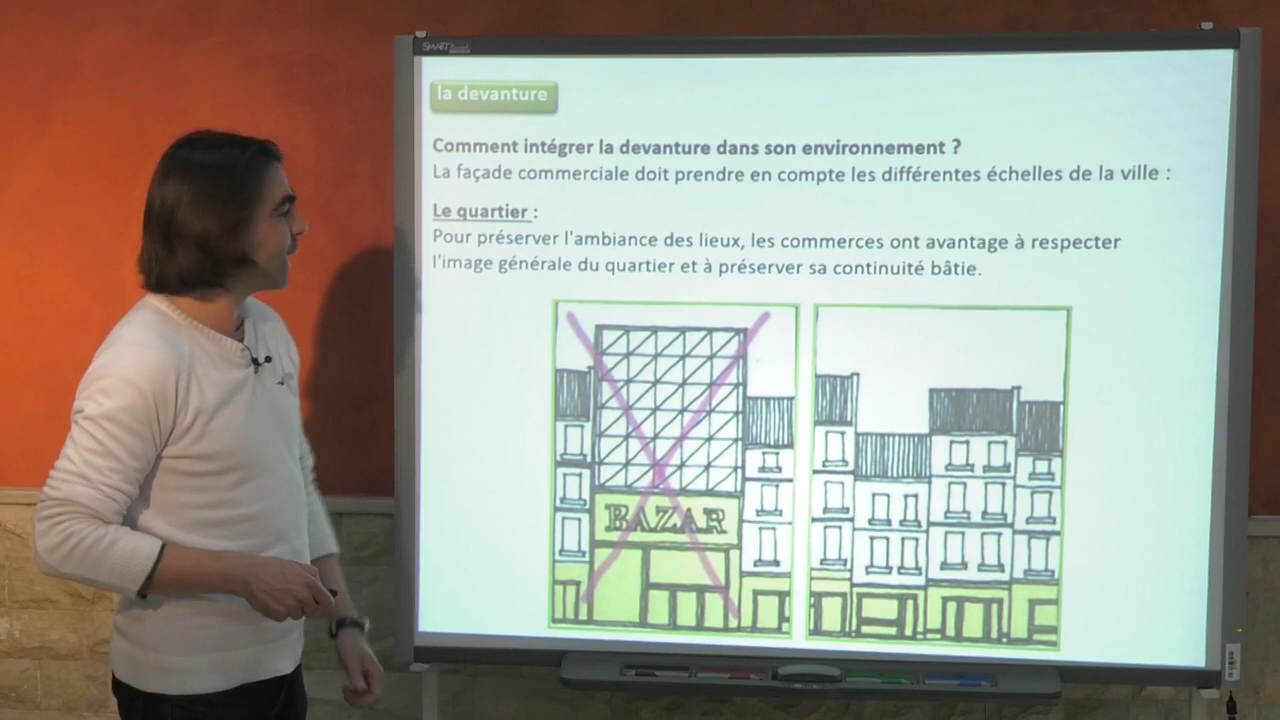 SMART Board
la devanture
Comment intégrer la devanture dans son environnement ?
La façade commerciale doit prendre en compte les différentes échelles de la ville :
Le quartier :
Pour préserver l'ambiance des lieux, les commerces ont avantage à respecter
l'image générale du quartier et à préserver sa continuité bâtie.
BAZAR